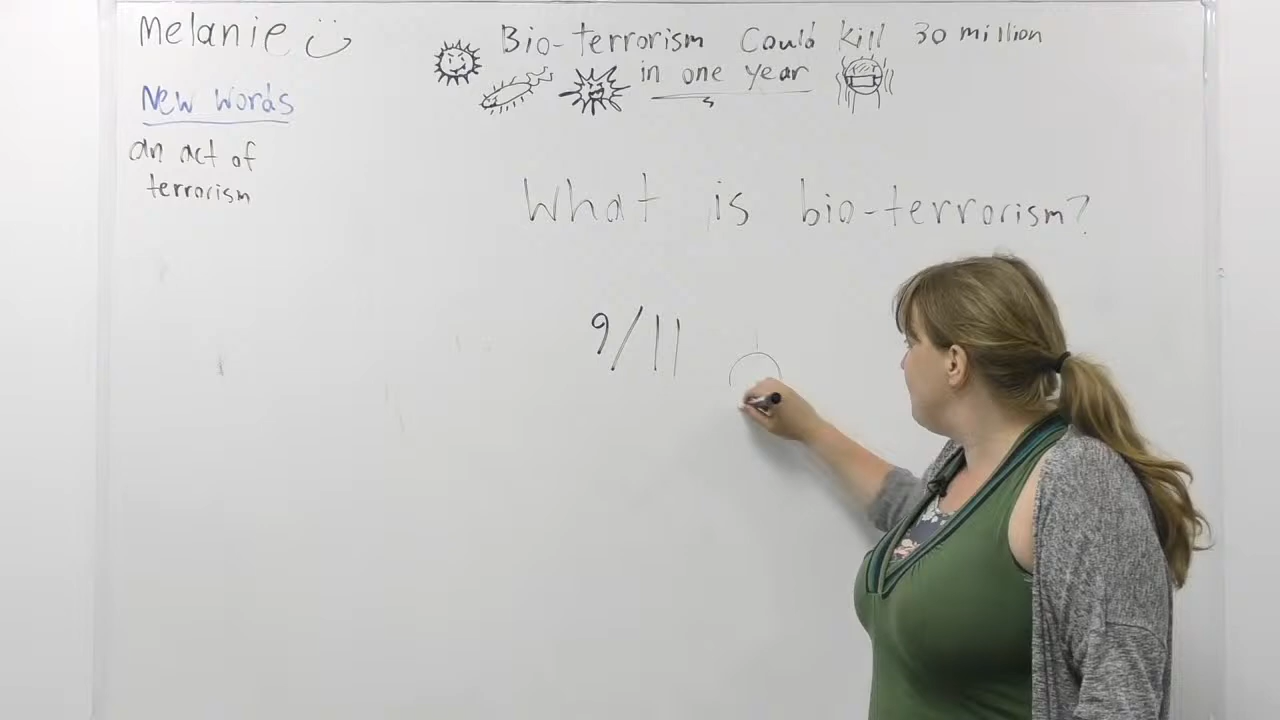 Melanie
Bio-terrorism Could kill 30 million
in one year
New words
an act of
terrorism
What is bio-terrorism?
9/11